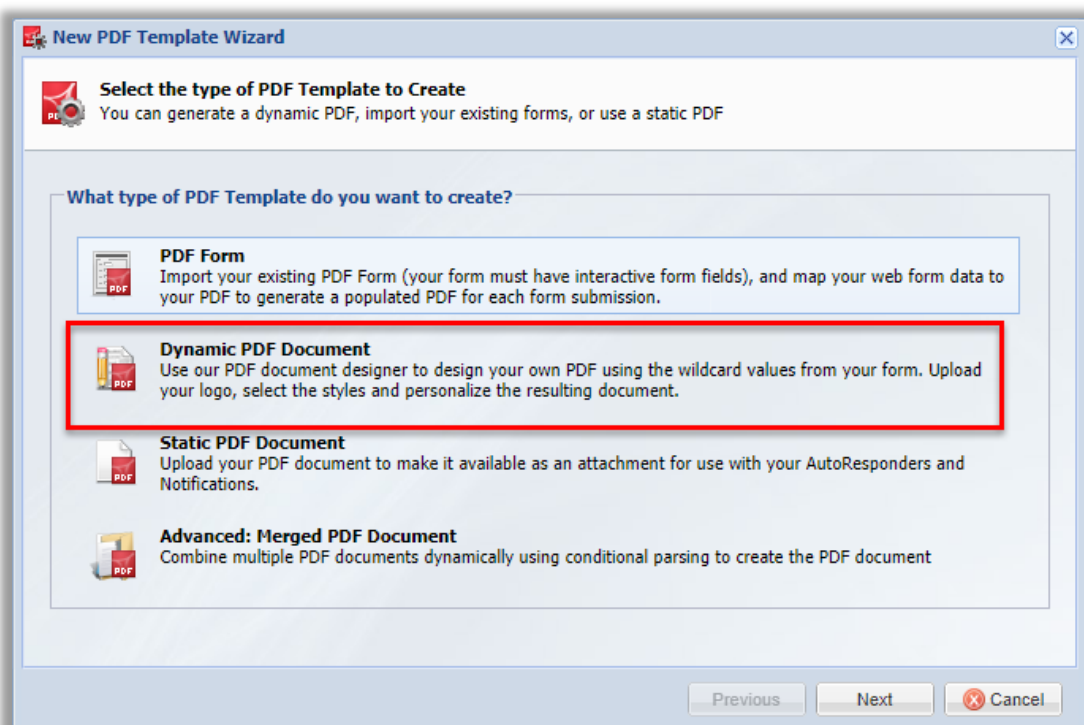 New PDF Template Wizard
Select the type of PDF Template to Create
You can generate a dynamic PDF, import your existing forms, or use a static PDF
What type of PDF Template do you want to create?
PDF Form
Import your existing PDF Form (your form must have interactive form fields), and map your web form data to
your PDF to generate a populated PDF for each form submission.
PDF
Dynamic PDF Document
Use our PDF document designer to design your own PDF using the wildcard values from your form. Upload
your logo, select the styles and personalize the resulting document.
PDF
Static PDF Document
Upload your PDF document to make it available as an attachment for use with your AutoResponders and
Notifications.
PDF
Advanced: Merged PDF Document
Combine multiple PDF documents dynamically using conditional parsing to create the PDF document
PDF
Previous Next Cancel